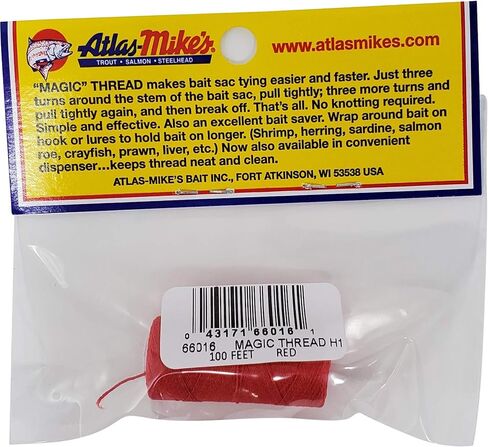 Atlas-Mike's.
TROUT • SALMON • STEELHEAD
www.atlasmikes.com
"MAGIC" THREAD makes bait sac tying easier and faster. Just three
turns around the stem of the bait sac, pull tightly; three more turns and
pull tightly again, and then break off. That's all. No knotting required.
Simple and effective. Also an excellent bait saver. Wrap around bait on
hook or lures to hold bait on longer. (Shrimp, herring, sardine, salmon
roe, crayfish, prawn, liver, etc.) Now also available in convenient
dispenser...keeps thread neat and clean.
ATLAS-MIKE'S BAIT INC., FORT ATKINSON, WI 53538 USA
0 43171 66016 1
66016 MAGIC THREAD H1
100 FEET RED